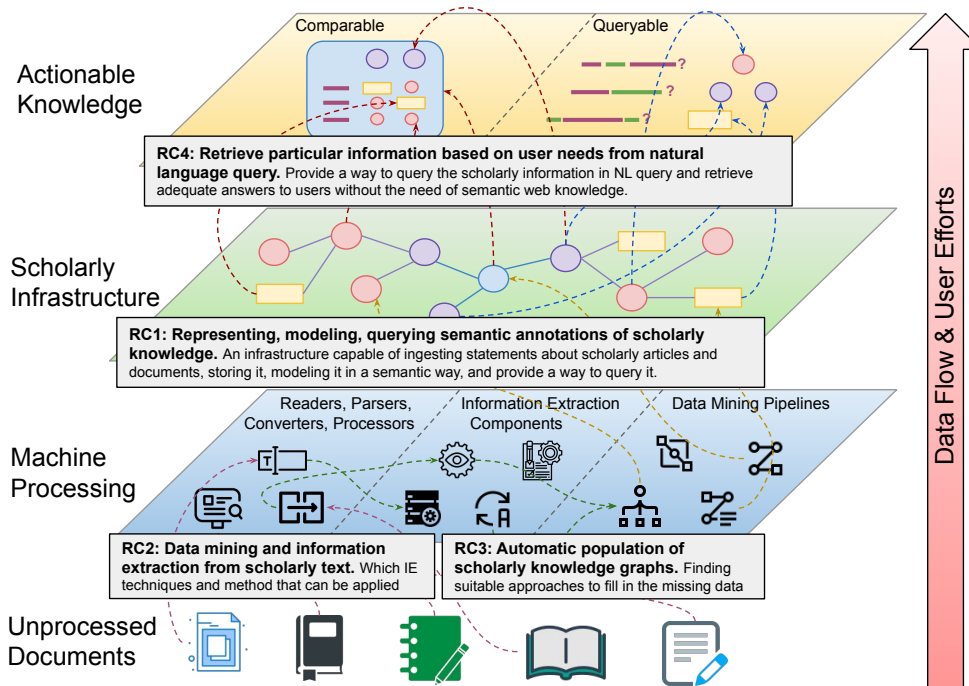 Comparable
Queryable
Actionable
Knowledge
?
?
?
RC4: Retrieve particular information based on user needs from natural
language query. Provide a way to query the scholarly information in NL query and retrieve
adequate answers to users without the need of semantic web knowledge.
Scholarly
Infrastructure
RC1: Representing, modeling, querying semantic annotations of scholarly
knowledge. An infrastructure capable of ingesting statements about scholarly articles and
documents, storing it, modeling it in a semantic way, and provide a way to query it.
Readers, Parsers,
Converters, Processors
Information Extraction
Components
Data Mining Pipelines
Machine
Processing
T
A
RC2: Data mining and information
extraction from scholarly text. Which IE
techniques and method that can be applied
RC3: Automatic population of
scholarly knowledge graphs. Finding
suitable approaches to fill in the missing data
Unprocessed
Documents
Data Flow & User Efforts